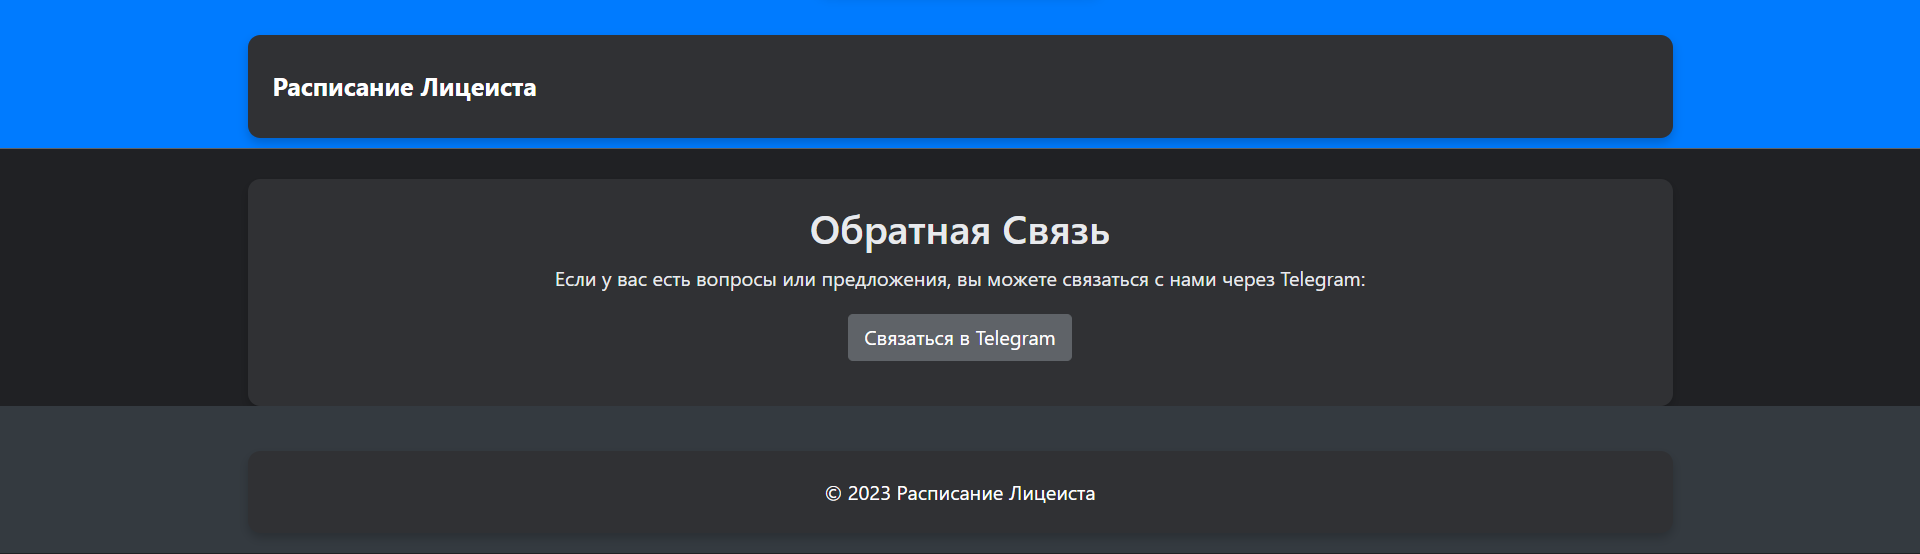 Расписание Лицеиста
Обратная Связь
Если у вас есть вопросы или предложения, вы можете связаться с нами через Telegram:
Связаться в Telegram
© 2023 Расписание Лицеиста